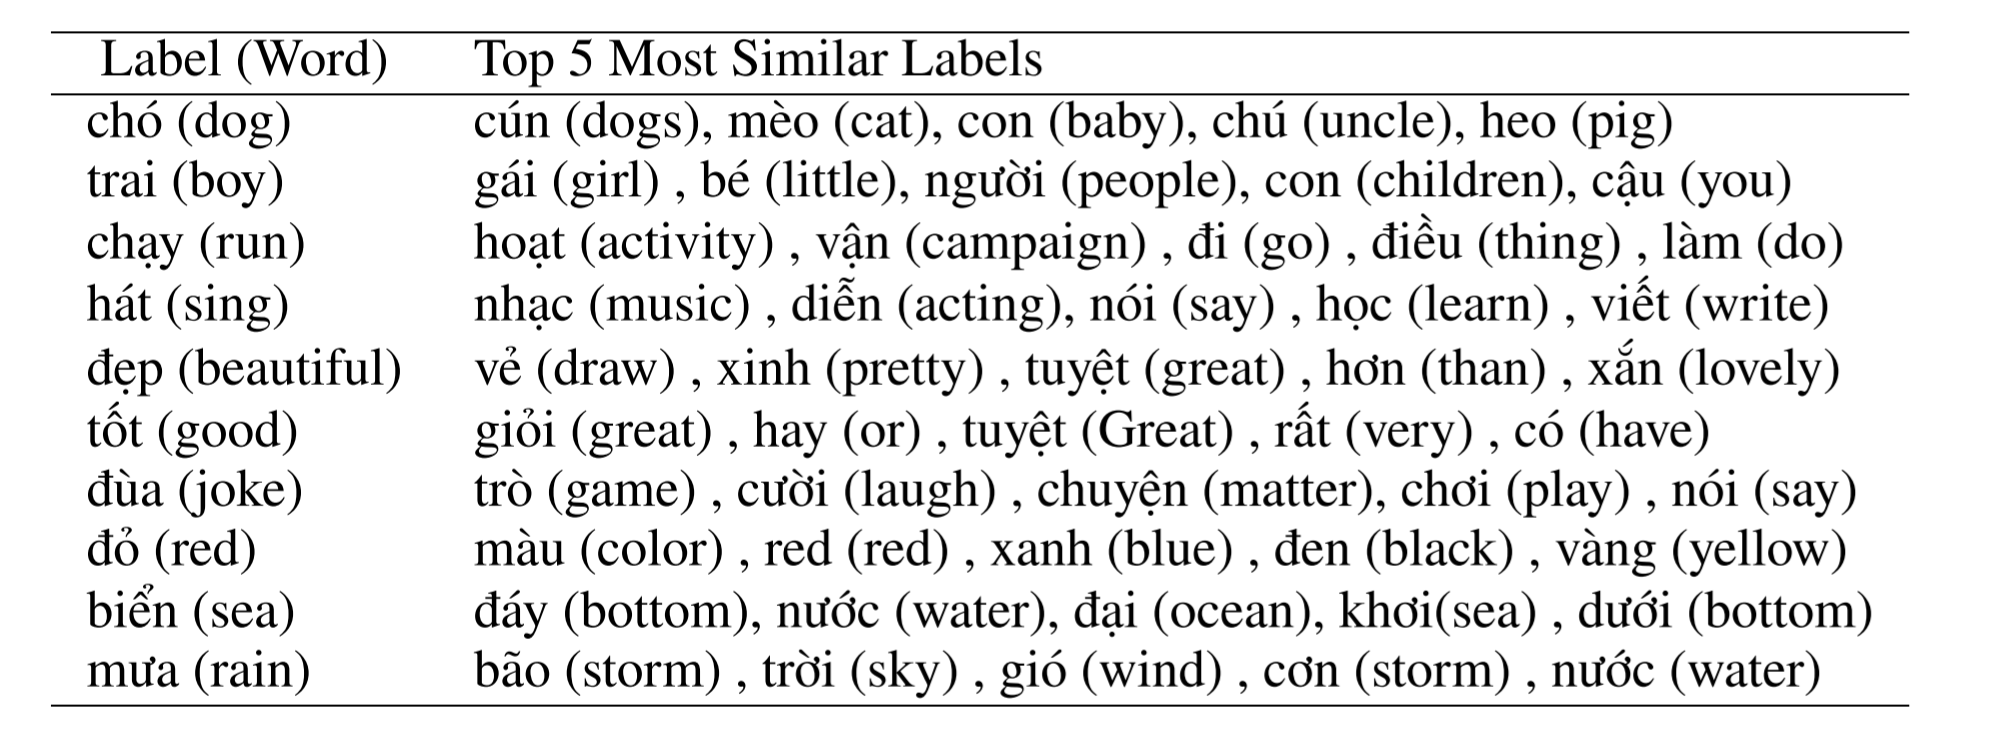 Label (Word) Top 5 Most Similar Labels
chó (dog) cún (dogs), mèo (cat), con (baby), chú (uncle), heo (pig)
trai (boy) gái (girl) , bé (little), người (people), con (children), cậu (you)
chạy (run) hoạt (activity) , vận (campaign) , đi (go) , điều (thing) , làm (do)
hát (sing) nhạc (music) , diễn (acting), nói (say) , học (learn) , viết (write)
đẹp (beautiful) vẻ (draw) , xinh (pretty) , tuyệt (great) , hơn (than) , xắn (lovely)
tốt (good) giỏi (great) , hay (or) , tuyệt (Great) , rất (very) , có (have)
đùa (joke) trò (game) , cười (laugh) , chuyện (matter), chơi (play) , nói (say)
đỏ (red) màu (color) , red (red) , xanh (blue) , đen (black) , vàng (yellow)
biển (sea) đáy (bottom), nước (water), đại (ocean), khơi(sea) , dưới (bottom)
mưa (rain) bão (storm) , trời (sky) , gió (wind) , cơn (storm) , nước (water)